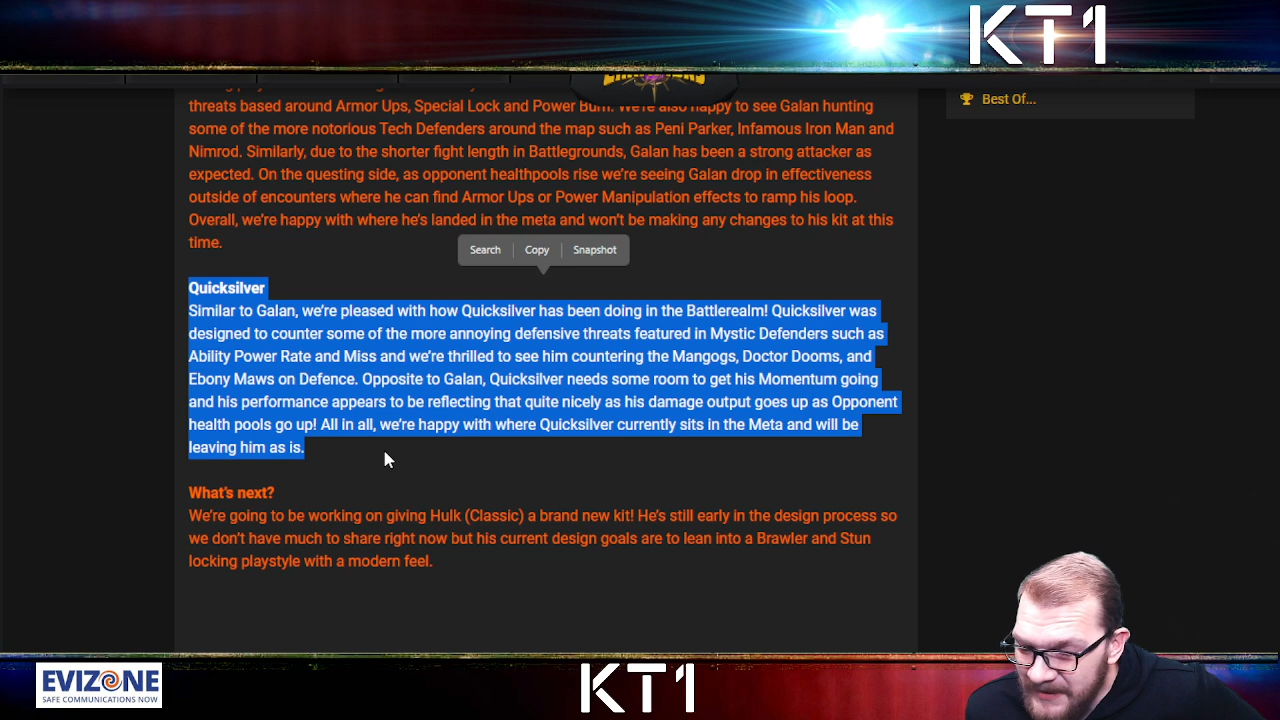 KT1
Best Of...
threats based around Armor Ups, Special Lock and Power Burn. We're also happy to see Galan hunting
some of the more notorious Tech Defenders around the map such as Peni Parker, Infamous Iron Man and
Nimrod. Similarly, due to the shorter fight length in Battlegrounds, Galan has been a strong attacker as
expected. On the questing side, as opponent healthpools rise we're seeing Galan drop in effectiveness
outside of encounters where he can find Armor Ups or Power Manipulation effects to ramp his loop.
Overall, we're happy with where he's landed in the meta and won't be making any changes to his kit at this
time.
Search Copy Snapshot
Quicksilver
Similar to Galan, we're pleased with how Quicksilver has been doing in the Battlerealm! Quicksilver was
designed to counter some of the more annoying defensive threats featured in Mystic Defenders such as
Ability Power Rate and Miss and we're thrilled to see him countering the Mangogs, Doctor Dooms, and
Ebony Maws on Defence. Opposite to Galan, Quicksilver needs some room to get his Momentum going
and his performance appears to be reflecting that quite nicely as his damage output goes up as Opponent
health pools go up! All in all, we're happy with where Quicksilver currently sits in the Meta and will be
leaving him as is.
What's next?
We're going to be working on giving Hulk (Classic) a brand new kit! He's still early in the design process so
we don't have much to share right now but his current design goals are to lean into a Brawler and Stun
locking playstyle with a modern feel.
EVIZONE
SAFE COMMUNICATIONS NOW
KT1